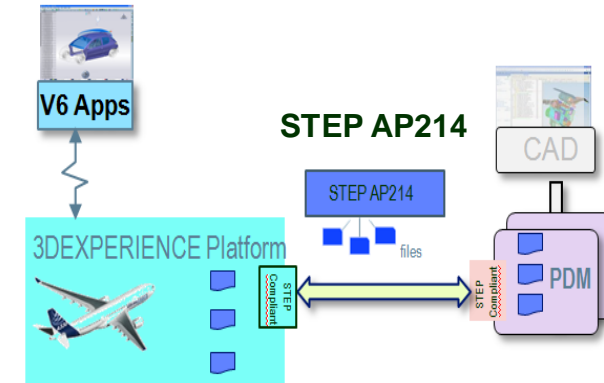 V6 Apps
STEP AP214
CAD
STEP AP214
files
3DEXPERIENCE Platform
STEP
Compliant
STEP
Compliant
PDM